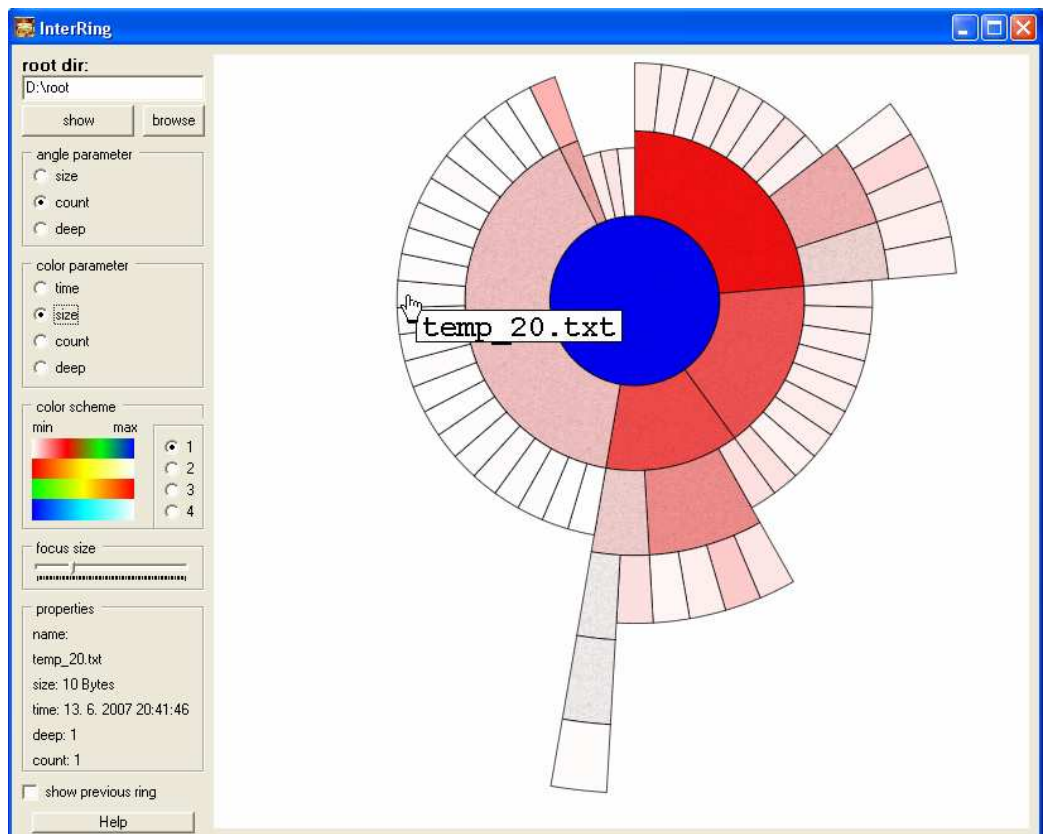 InterRing
root dir:
D:\root
show browse
angle parameter
size
count
deep
color parameter
time
size
count
deep
color scheme
min max
1
2
3
4
focus size
properties
name:
temp_20.txt
size: 10 Bytes
time: 13. 6. 2007 20:41:46
deep: 1
count: 1
show previous ring
Help
temp_20.txt